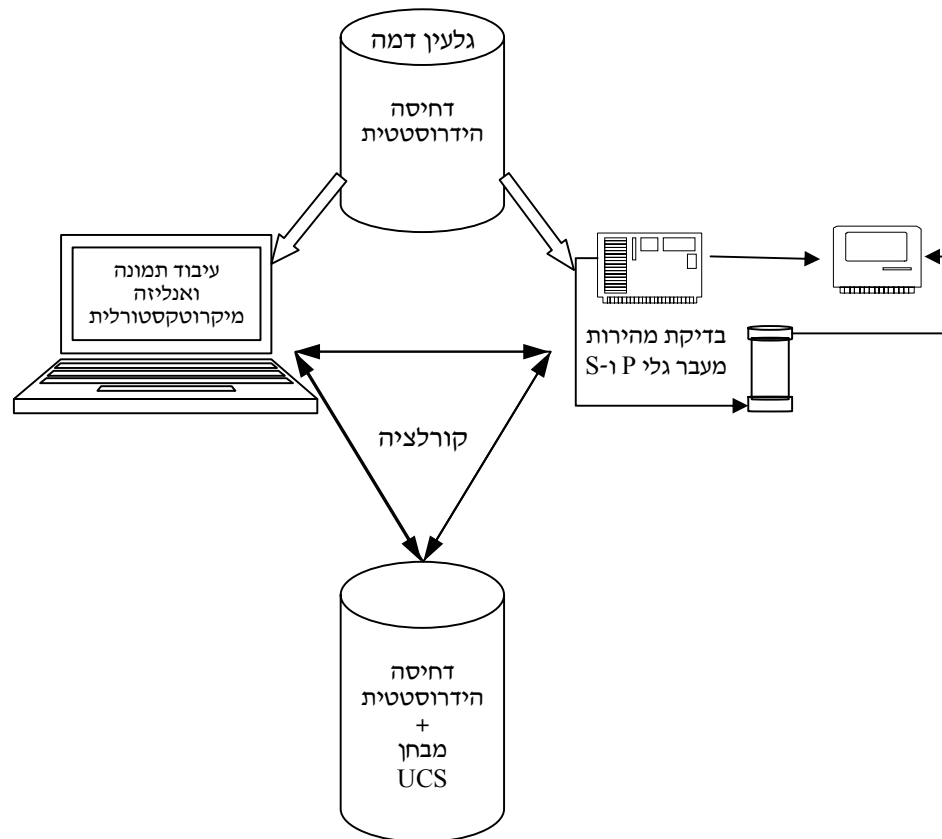 גלעין דמה
דחיסה
הידרוסטטית
עיבוד תמונה
ואנליזה
מיקרוטקסטורלית
בדיקת מהירות
מעבר גלי P ו-S
קורלציה
דחיסה
הידרוסטטית
+
מבחן
UCS